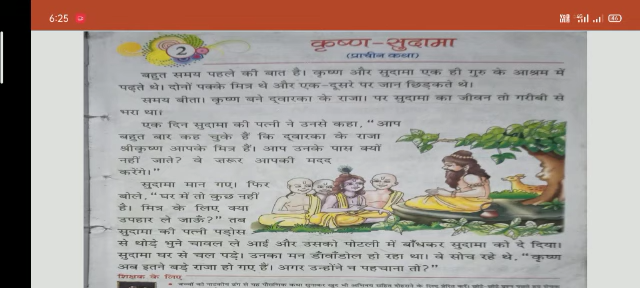 6:25
2
कृष्ण-सुदामा
(प्राचीन कथा)
बहुत समय पहले की बात है। कृष्ण और सुदामा एक ही गुरु के आश्रम में
पढ़ते थे। दोनों पक्के मित्र थे और एक-दूसरे पर जान छिड़कते थे।
समय बीता। कृष्ण बने द्वारका के राजा। पर सुदामा का जीवन तो गरीबी से
भरा था।
एक दिन सुदामा की पत्नी ने उनसे कहा, "आप
बहुत बार कह चुके हैं कि द्वारका के राजा
श्रीकृष्ण आपके मित्र हैं। आप उनके पास क्यों
नहीं जाते? वे जरूर आपकी मदद
करेंगे।"
सुदामा मान गए। फिर
बोले, "घर में तो कुछ नहीं
है। मित्र के लिए क्या
उपहार ले जाऊँ?" तब
सुदामा की पत्नी पड़ोस
से थोड़े भुने चावल ले आई और उसको पोटली में बाँधकर सुदामा को दे दिया।
सुदामा घर से चल पड़े। उनका मन डाँवाँडोल हो रहा था। वे सोच रहे थे, "कृष्ण
अब इतने बड़े राजा हो गए हैं। अगर उन्होंने न पहचाना तो?"
शिक्षक के लिए